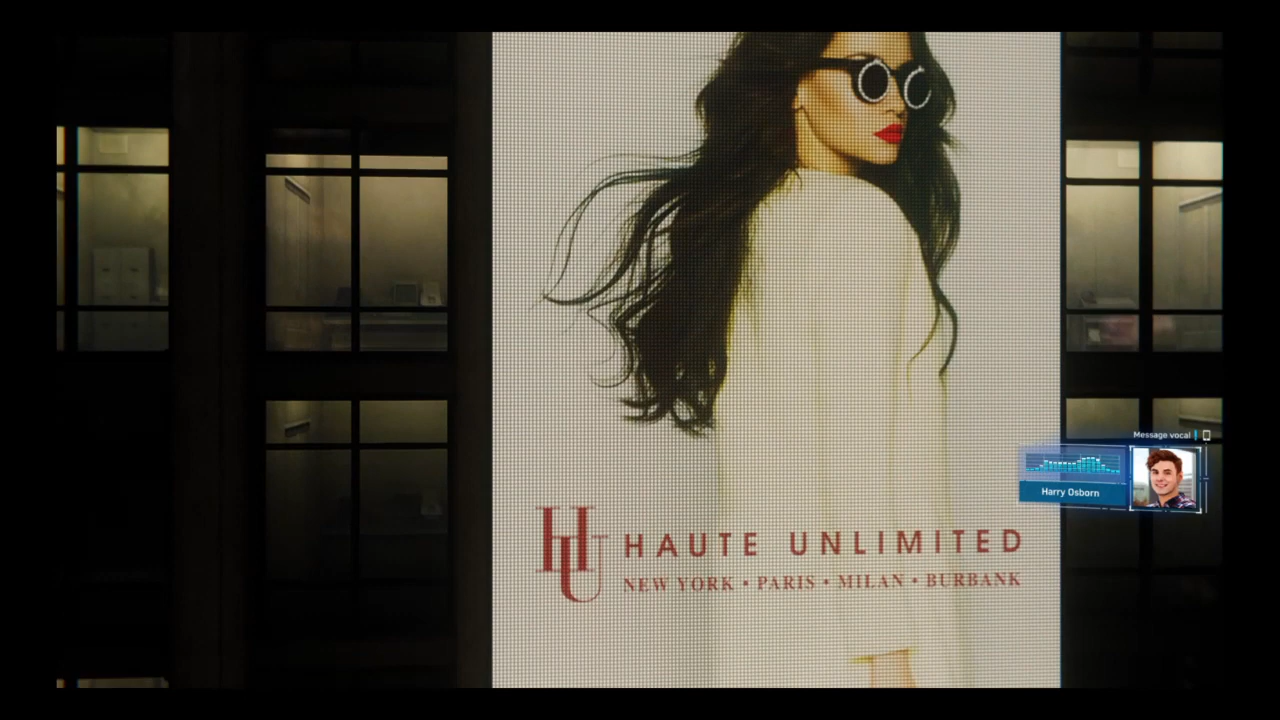 Message vocal
Harry Osborn
HU HAUTE UNLIMITED
NEW YORK • PARIS • MILAN • BURBANK